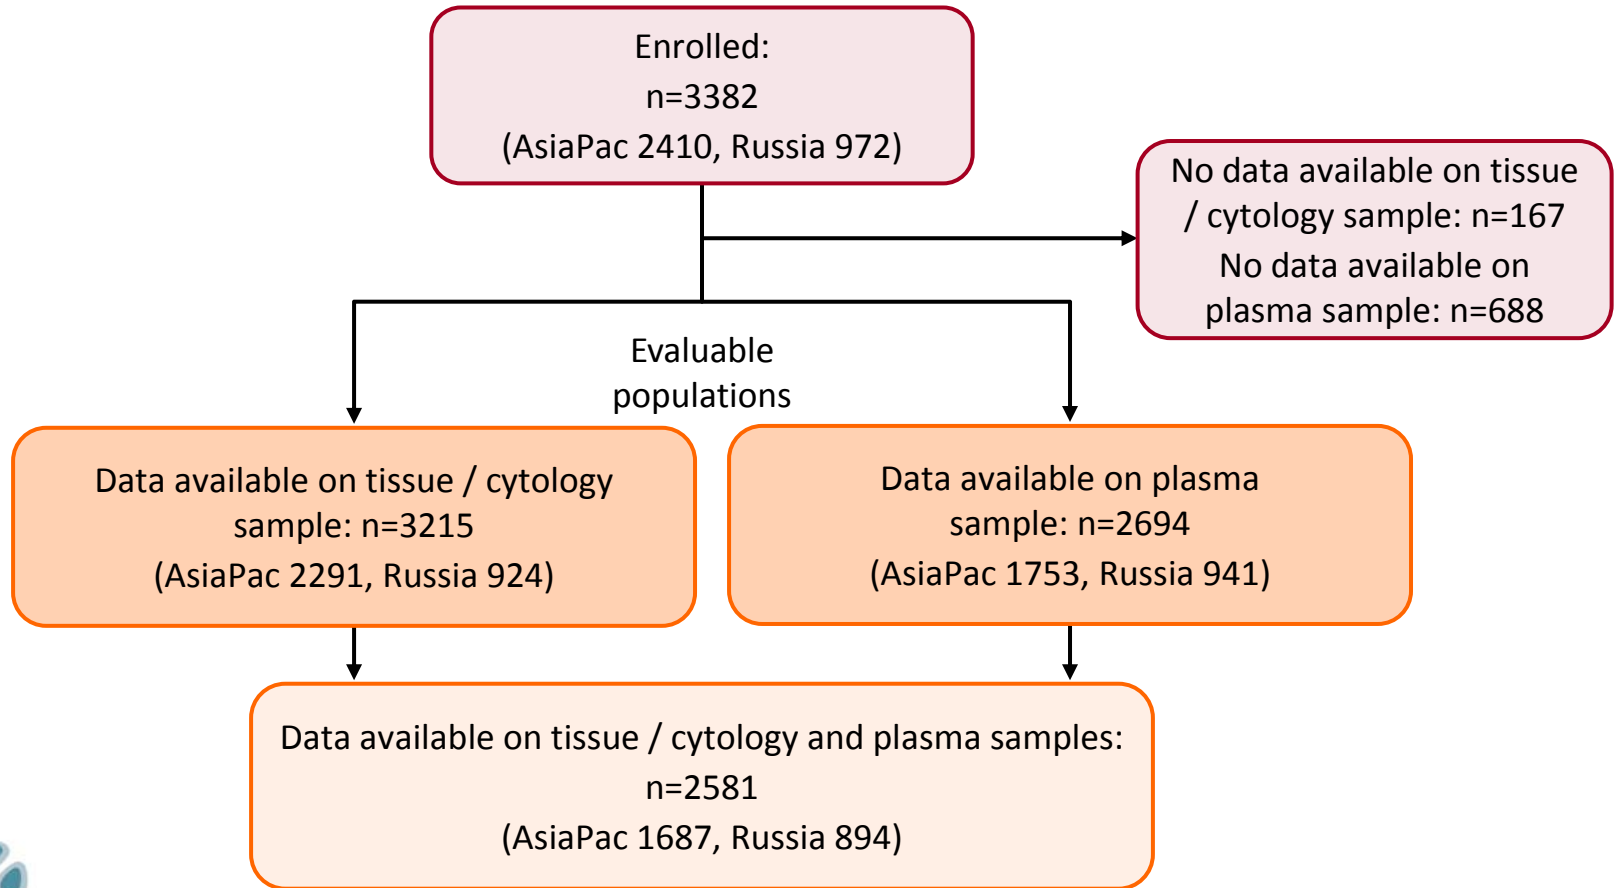 Enrolled:
n=3382
(AsiaPac 2410, Russia 972)
No data available on tissue
/ cytology sample: n=167
No data available on
plasma sample: n=688
Evaluable
populations
Data available on tissue / cytology
sample: n=3215
(AsiaPac 2291, Russia 924)
Data available on plasma
sample: n=2694
(AsiaPac 1753, Russia 941)
Data available on tissue / cytology and plasma samples:
n=2581
(AsiaPac 1687, Russia 894)